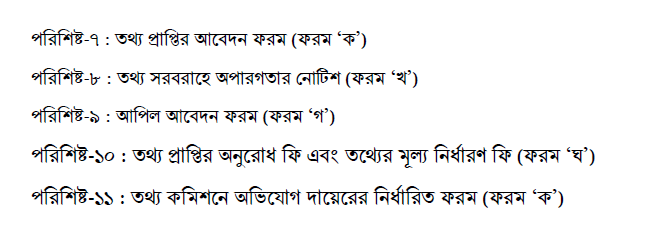 পরিশিষ্ট-৭ : তথ্য প্রাপ্তির আবেদন ফরম (ফরম ‘ক’)
পরিশিষ্ট-৮ : তথ্য সরবরাহে অপারগতার নোটিশ (ফরম ‘খ’)
পরিশিষ্ট-৯ : আপিল আবেদন ফরম (ফরম ‘গ’)
পরিশিষ্ট-১০ : তথ্য প্রাপ্তির অনুরোধ ফি এবং তথ্যের মূল্য নির্ধারণ ফি (ফরম ‘ঘ’)
পরিশিষ্ট-১১ : তথ্য কমিশনে অভিযোগ দায়েরের নির্ধারিত ফরম (ফরম ‘ক’)